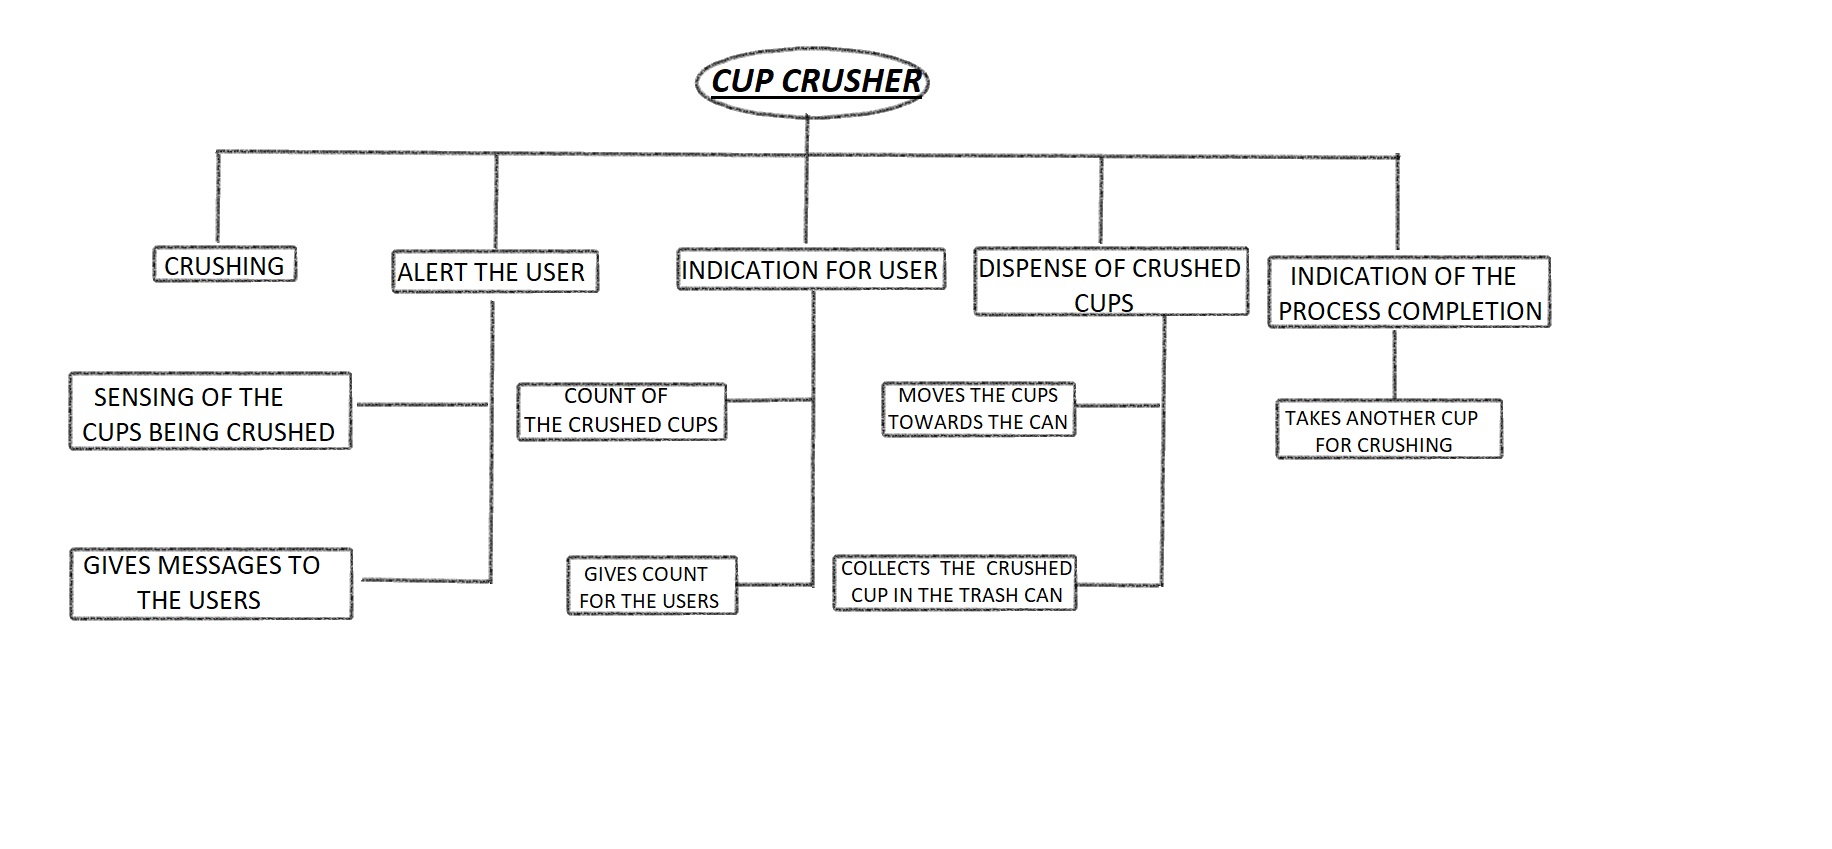 CUP CRUSHER
CRUSHING
ALERT THE USER
INDICATION FOR USER
DISPENSE OF CRUSHED
CUPS
INDICATION OF THE
PROCESS COMPLETION
SENSING OF THE
CUPS BEING CRUSHED
COUNT OF
THE CRUSHED CUPS
MOVES THE CUPS
TOWARDS THE CAN
TAKES ANOTHER CUP
FOR CRUSHING
GIVES MESSAGES TO
THE USERS
GIVES COUNT
FOR THE USERS
COLLECTS THE CRUSHED
CUP IN THE TRASH CAN